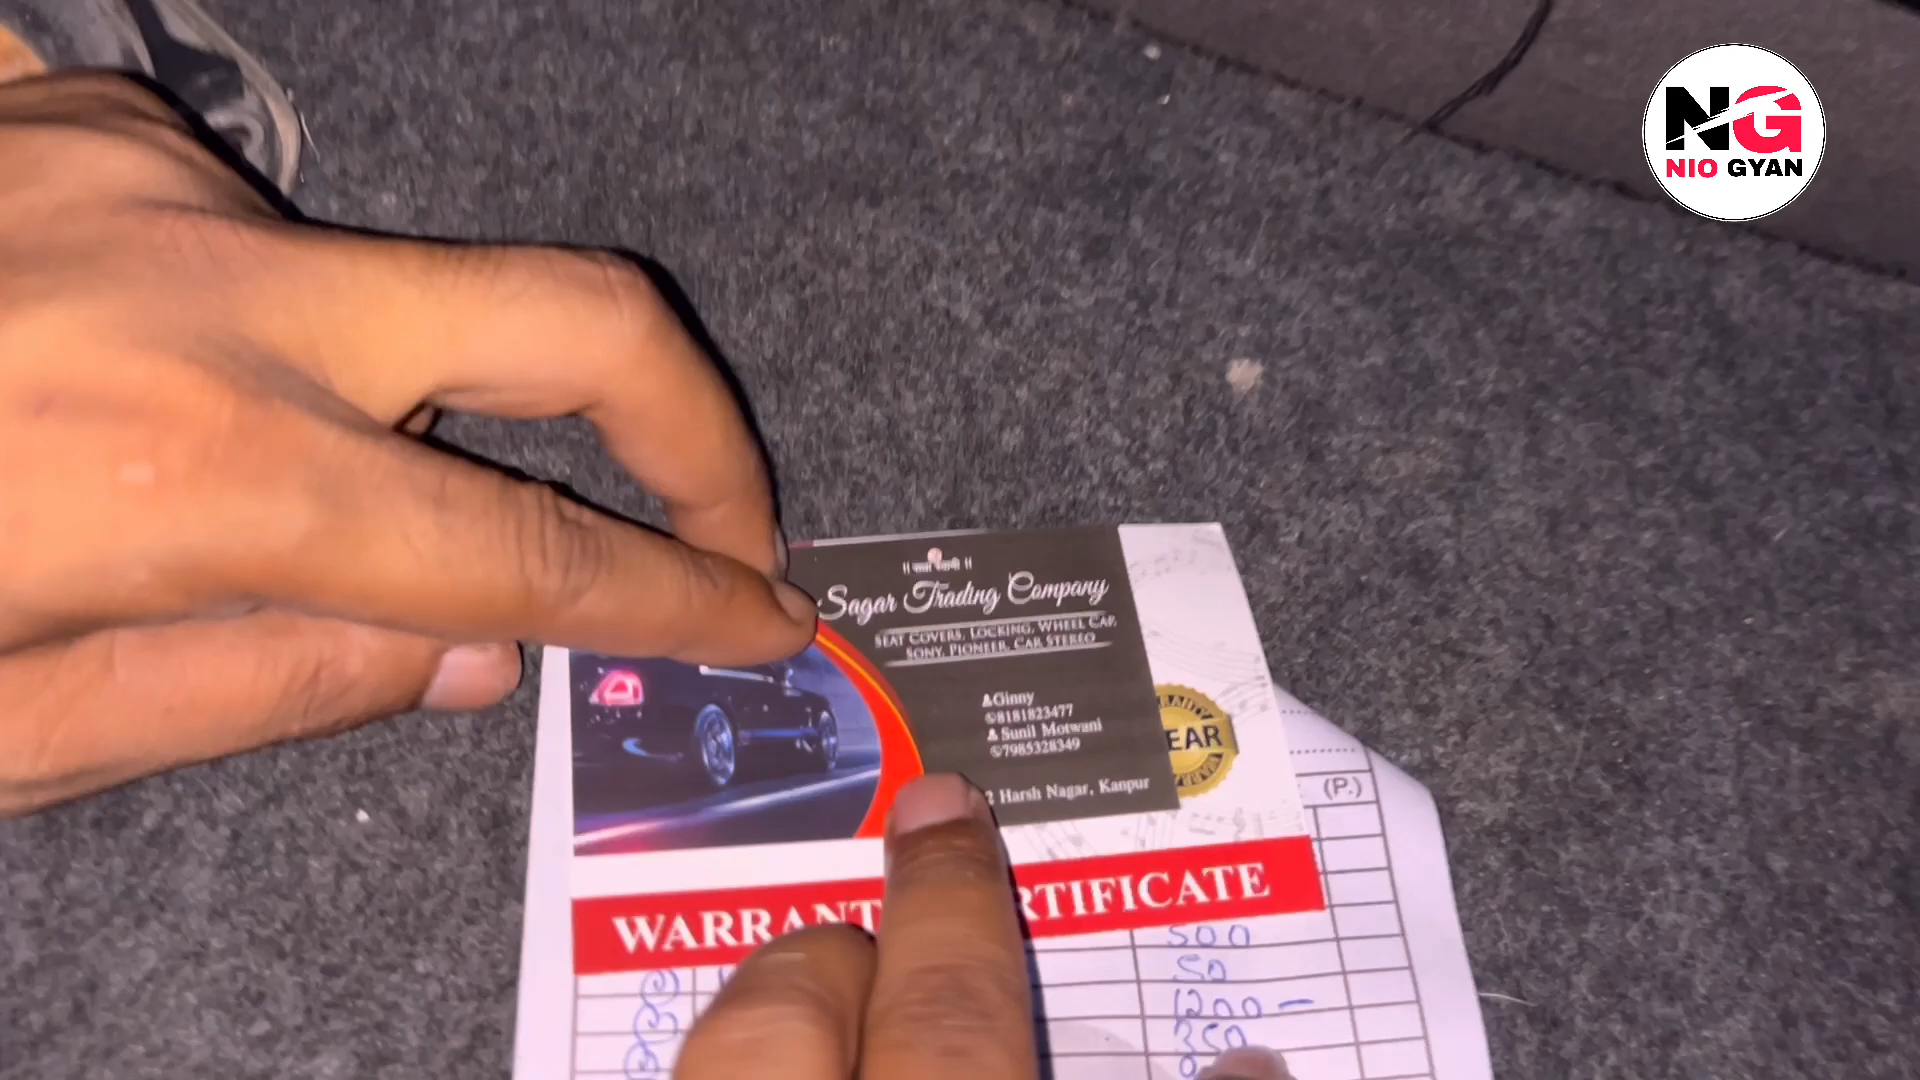 NG
NIO GYAN
Sagar Trading Company
SEAT COVERS, LOCKING, WHEEL CAP,
SONY, PIONEER, CAR STEREO
Ginny
8181823477
Sunil Motwani
7985328349
2 Harsh Nagar, Kanpur
EAR
(P.)
WARRANT RTIFICATE
500
50
1200 –
350